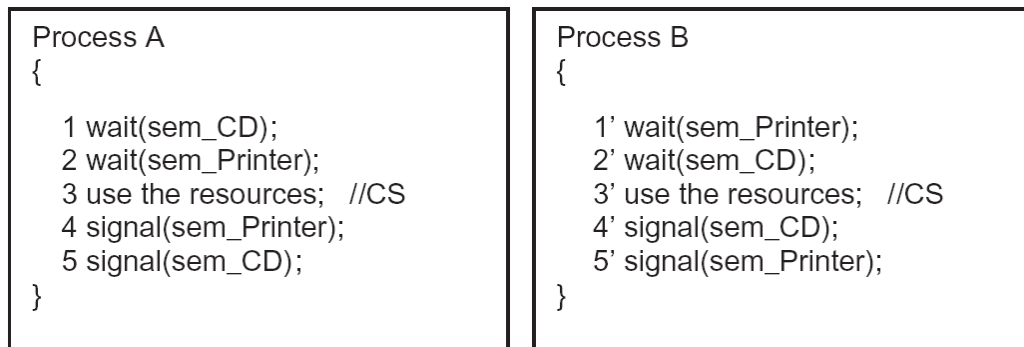 Process A
{
1 wait(sem_CD);
2 wait(sem_Printer);
3 use the resources;   //CS
4 signal(sem_Printer);
5 signal(sem_CD);
}
Process B
{
1’ wait(sem_Printer);
2’ wait(sem_CD);
3’ use the resources;   //CS
4’ signal(sem_CD);
5’ signal(sem_Printer);
}